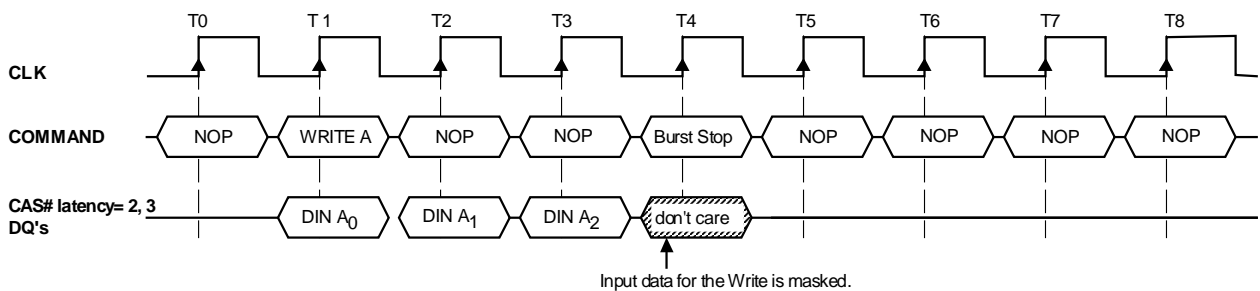 T0 T1 T2 T3 T4 T5 T6 T7 T8
CLK
COMMAND NOP WRITE A NOP NOP Burst Stop NOP NOP NOP NOP
CAS# latency= 2, 3
DQ's DIN A0 DIN A1 DIN A2 don't care
Input data for the Write is masked.